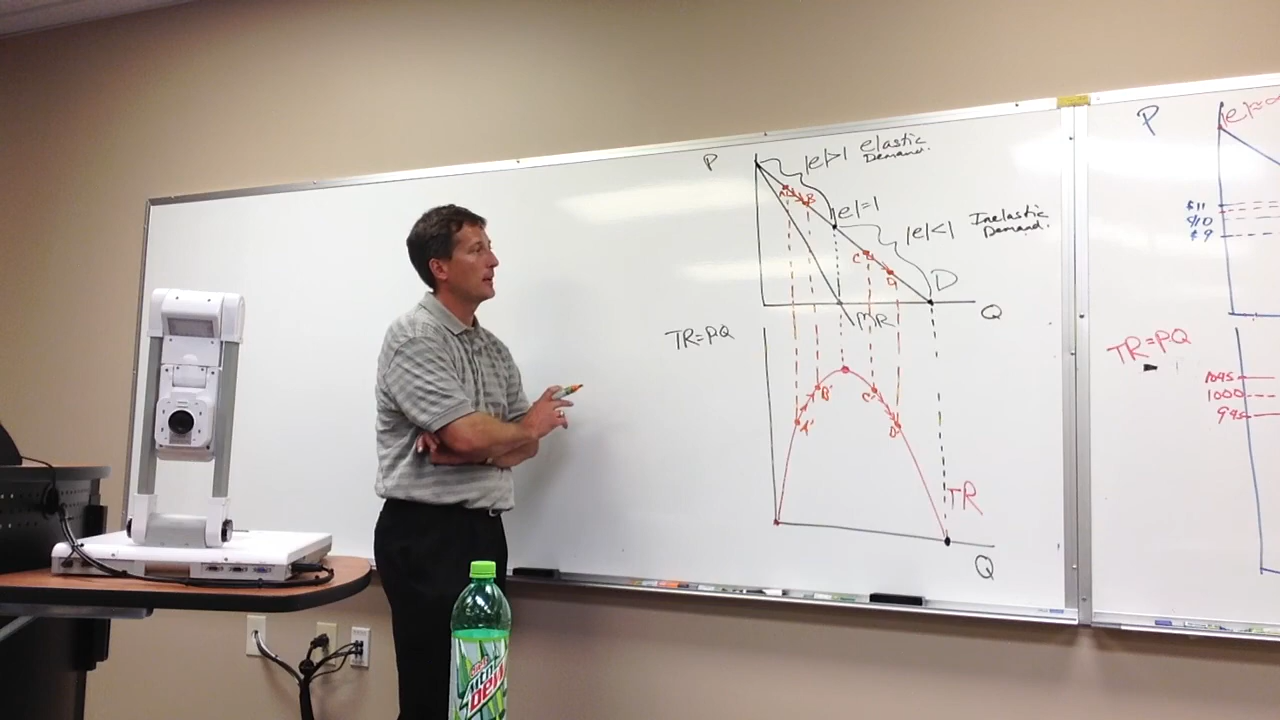 P
|e|>1 elastic
Demand.
A B
|e|=1
|e|<1 Inelastic
Demand.
C
D
D
Q
MR
TR=PQ
B'
C'
A'
D'
TR
Q
P
|e|≈∞
$11
$10
$9
TR=PQ
1045
1000
945
diet
Mtn
Dew